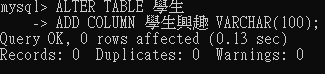 mysql> ALTER TABLE 學生
    -> ADD COLUMN 學生興趣 VARCHAR(100);
Query OK, 0 rows affected (0.13 sec)
Records: 0  Duplicates: 0  Warnings: 0